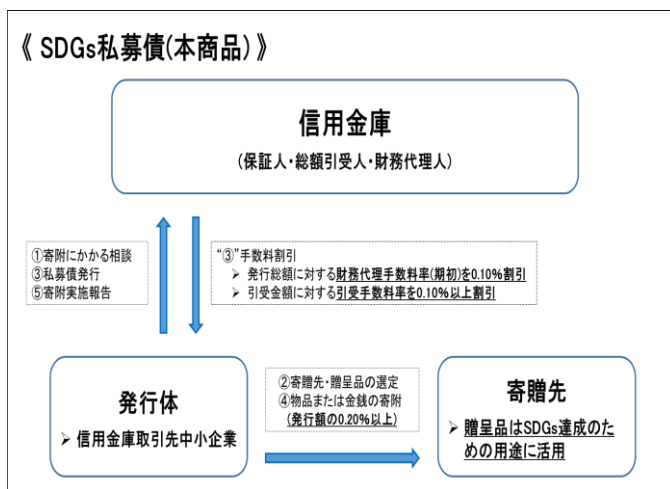 《 SDGs私募債(本商品) 》
信用金庫
(保証人・総額引受人・財務代理人)
①寄附にかかる相談
③私募債発行
⑤寄附実施報告
“③”手数料割引
➢ 発行総額に対する財務代理手数料率(期初)を0.10%割引
➢ 引受金額に対する引受手数料率を0.10%以上割引
発行体
➢ 信用金庫取引先中小企業
②寄贈先・贈呈品の選定
④物品または金銭の寄附
(発行額の0.20%以上)
寄贈先
➢ 贈呈品はSDGs達成のた
めの用途に活用